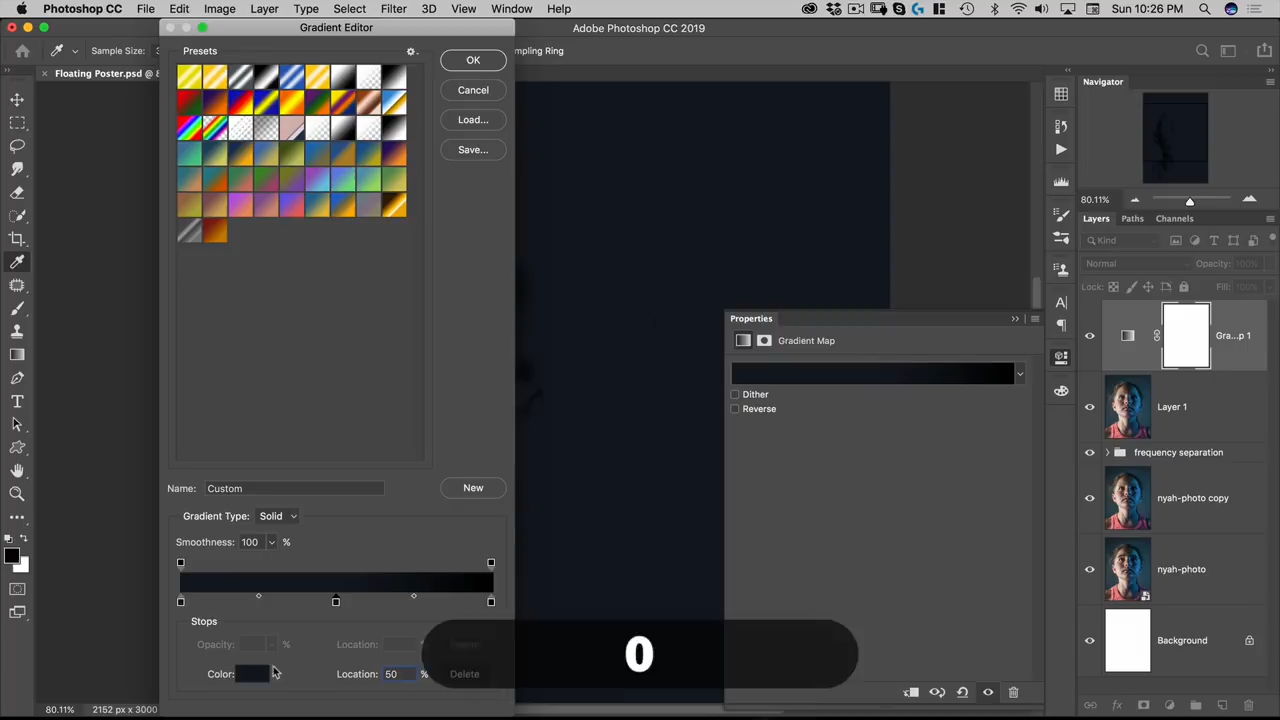 Photoshop CC File Edit Image Layer Type Select Filter 3D View Window Help Sun 10:26 PM
Gradient Editor
Adobe Photoshop CC 2019
Sample Size: mpling Ring
Presets
OK
Floating Poster.psd @ 8
Cancel
Load...
Save...
Navigator
80.11%
Layers Paths Channels
Kind
Normal Opacity: 100%
Lock: Fill: 100%
Properties
Gradient Map
Gra...p 1
Dither
Reverse
Layer 1
frequency separation
nyah-photo copy
Name: Custom New
Gradient Type: Solid
Smoothness: 100 %
nyah-photo
Stops
Opacity: % Location:
Color: Location: 50 % Delete
0
Background
80.11% 2152 px x 3000